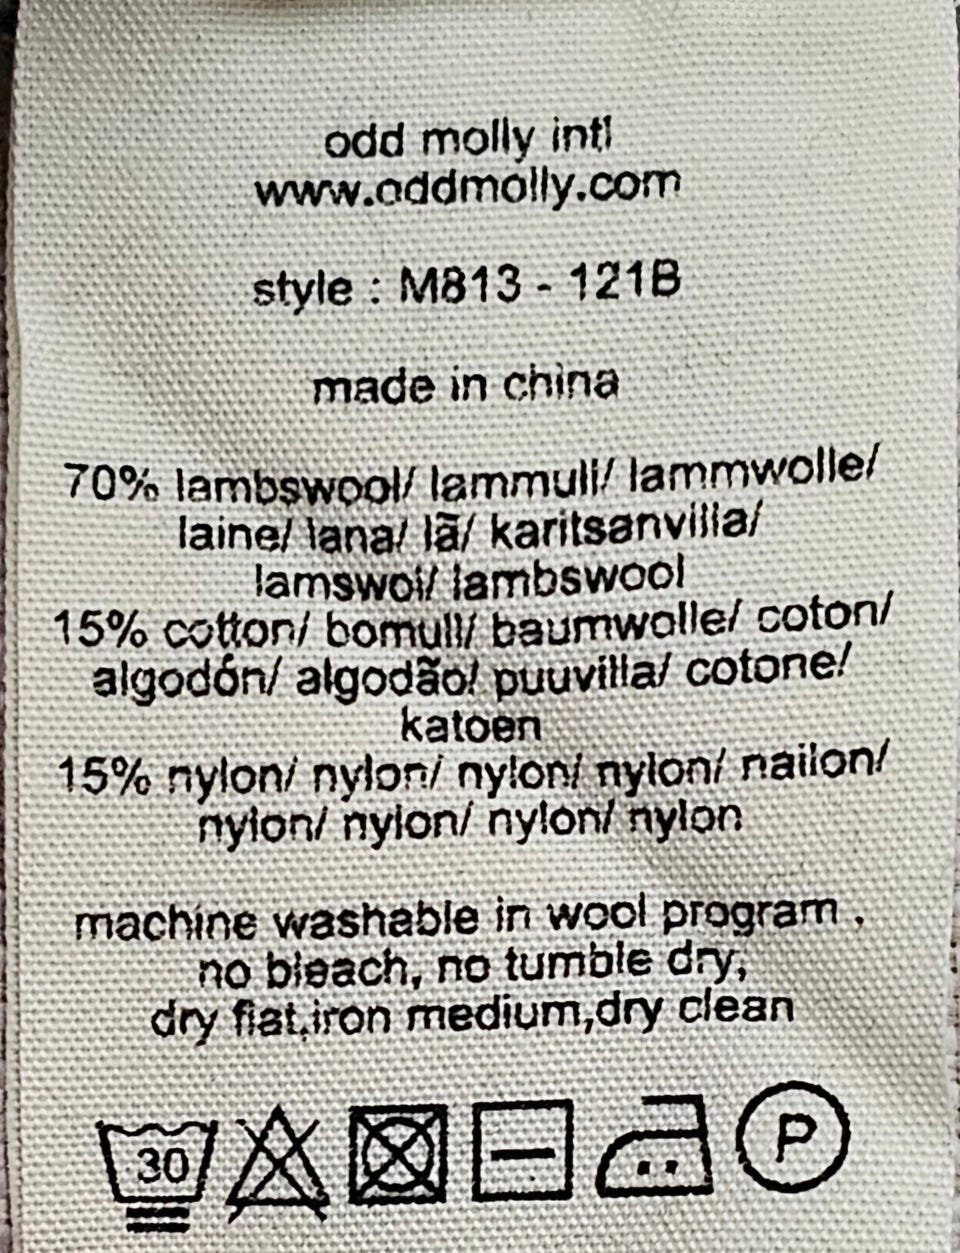 odd molly intl
www.oddmolly.com
style : M813 - 121B
made in china
70% lambswool/ lammull/ lammwolle/
laine/ lana/ lã/ karitsanvilla/
lamswol/ lambswool
15% cotton/ bomull/ baumwolle/ coton/
algodón/ algodão/ puuvilla/ cotone/
katoen
15% nylon/ nylon/ nylon/ nylon/ nailon/
nylon/ nylon/ nylon/ nylon
machine washable in wool program ,
no bleach, no tumble dry,
dry flat,iron medium,dry clean
30 P